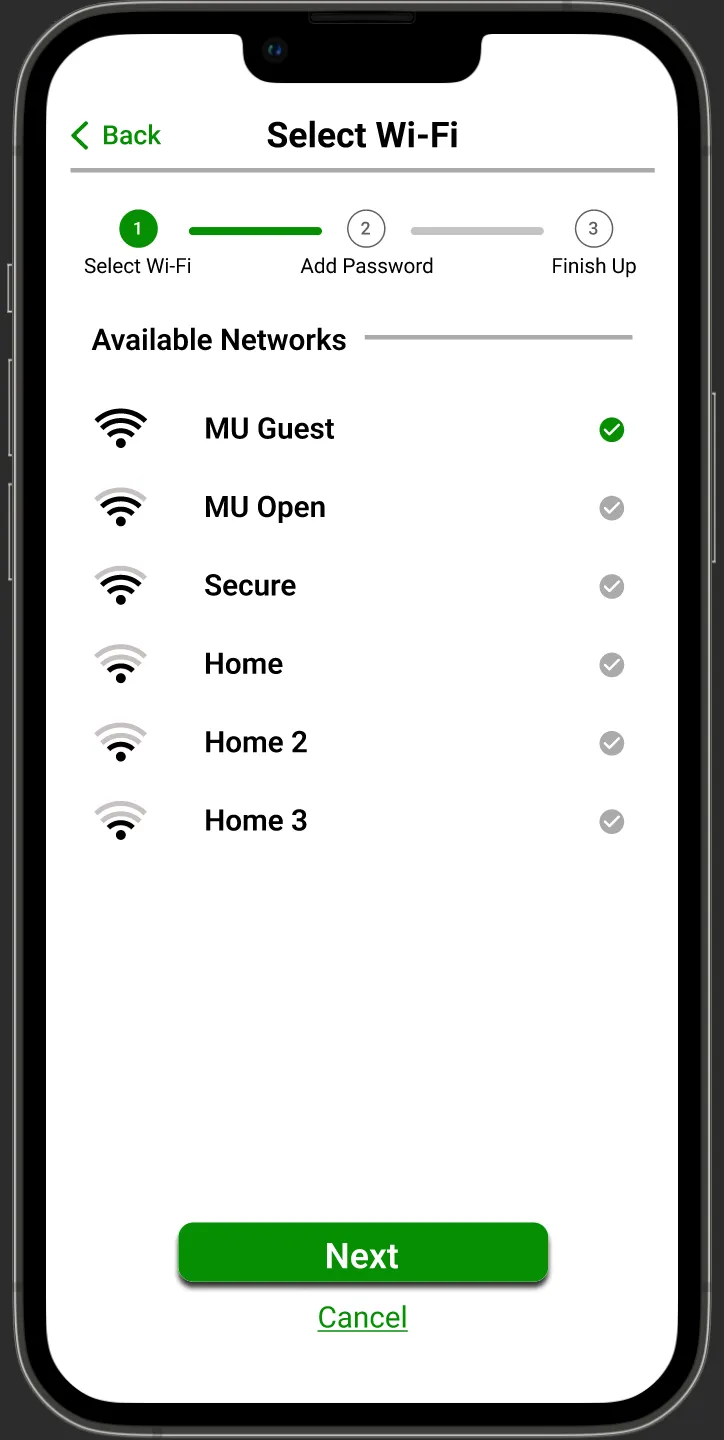 Back
Select Wi-Fi
1
2
3
Select Wi-Fi
Add Password
Finish Up
Available Networks
MU Guest
MU Open
Secure
Home
Home 2
Home 3
Next
Cancel